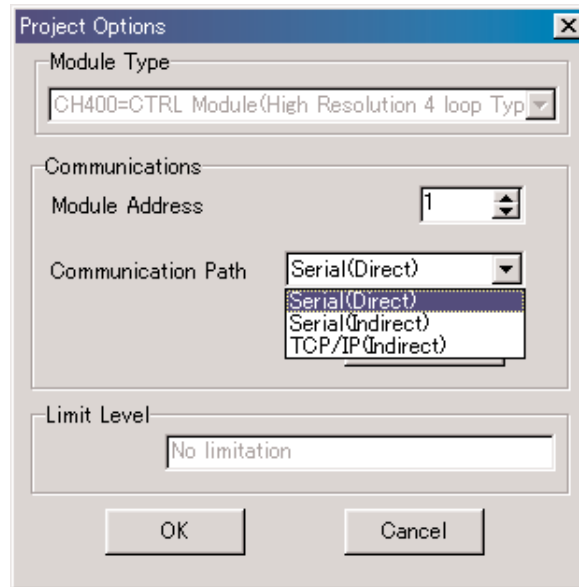 Project Options
Module Type
CH400=CTRL Module(High Resolution 4 loop Typ
Communications
Module Address
1
Communication Path
Serial(Direct)
Serial(Direct)
Serial(Indirect)
TCP/IP(Indirect)
Limit Level
No limitation
OK
Cancel